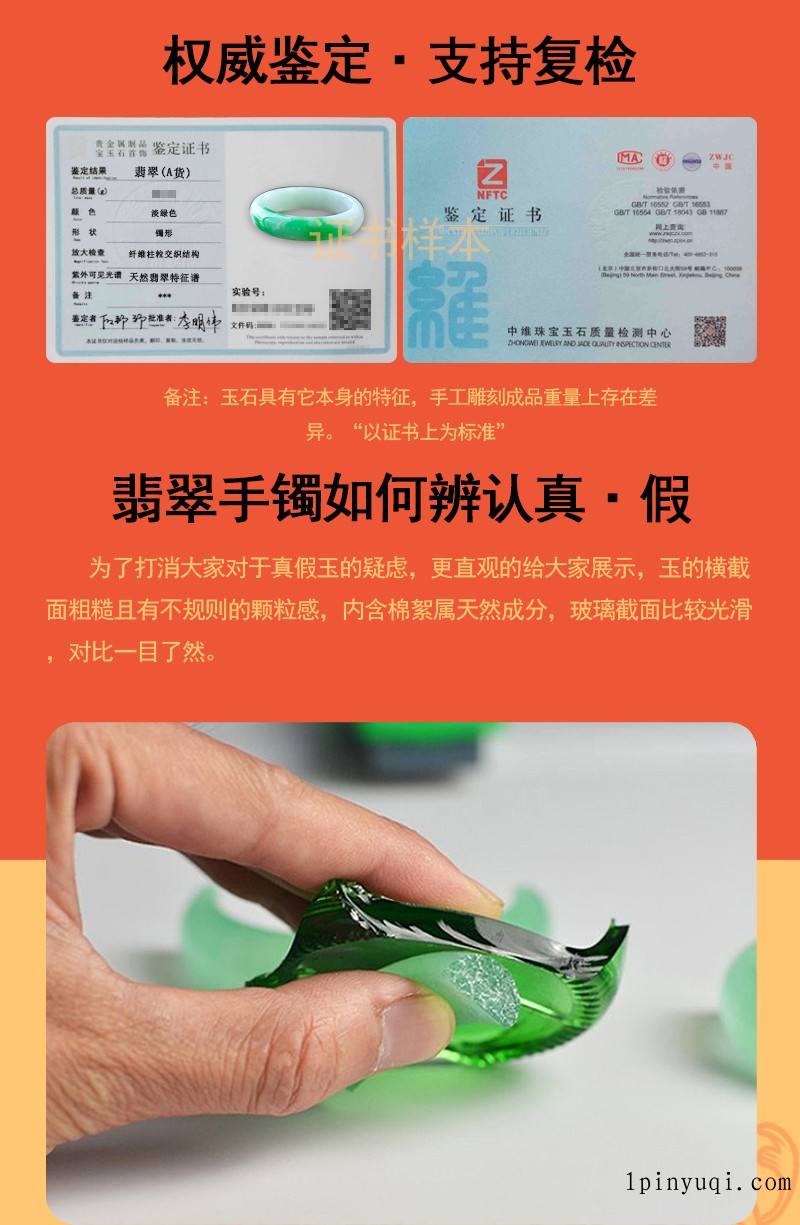 权威鉴定·支持复检
贵金属制品
宝玉石首饰 鉴定证书
鉴定结果 翡翠(A货)
总质量(g)
颜 色 淡绿色
形 状 镯形
放大检查 纤维柱粒交织结构
紫外可见光谱 天然翡翠特征谱
备 注 ***
鉴定者 批准者: 李明伟
实验号:
文件码:
证书样本
NFTC
鉴定证书
MA
ZWJC
中国
检验依据
Normative References
GB/T 16552 GB/T 16553
GB/T 16554 GB/T 18043 GB 11887
网上查询
www.zwjczx.com
中维珠宝玉石质量检测中心
ZHONGWEI JEWELRY AND JADE QUALITY INSPECTION CENTER
备注：玉石具有它本身的特征，手工雕刻成品重量上存在差
异。“以证书上为标准”
翡翠手镯如何辨认真·假
为了打消大家对于真假玉的疑虑，更直观的给大家展示，玉的横截
面粗糙且有不规则的颗粒感，内含棉絮属天然成分，玻璃截面比较光滑
，对比一目了然。
1pinyuqi.com